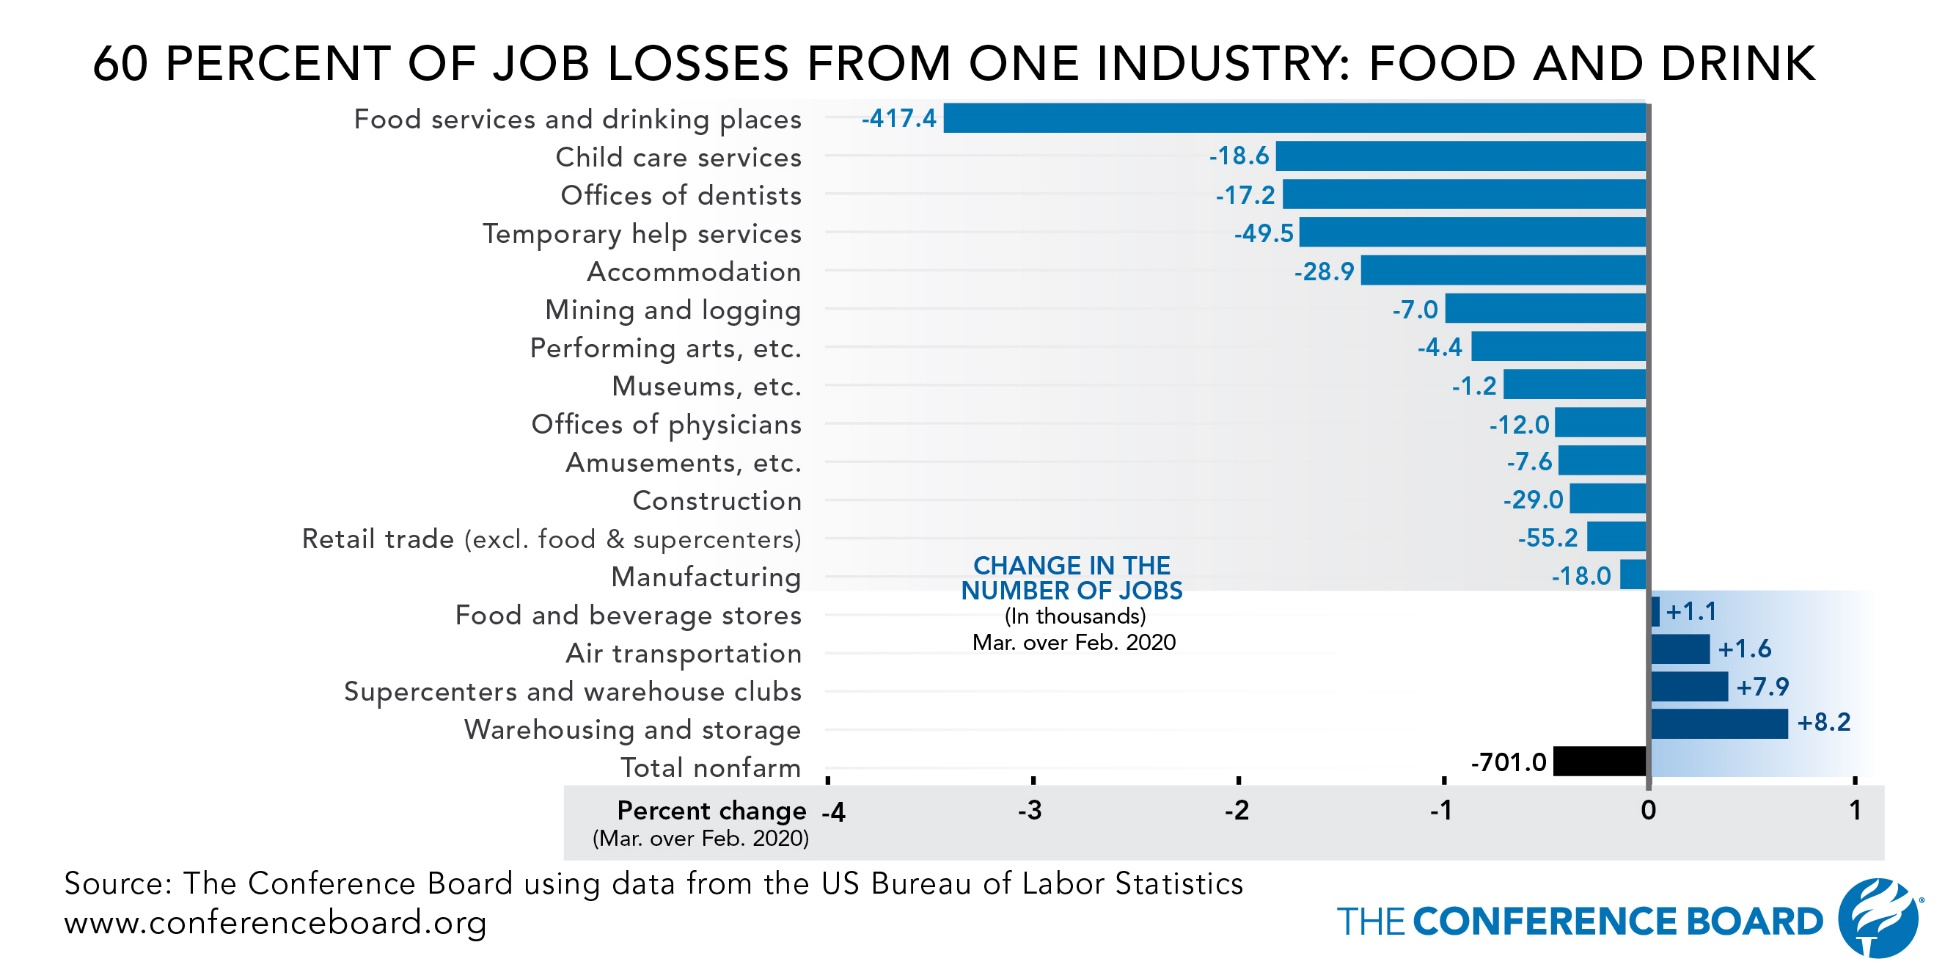 60 PERCENT OF JOB LOSSES FROM ONE INDUSTRY: FOOD AND DRINK
Food services and drinking places -417.4
Child care services -18.6
Offices of dentists -17.2
Temporary help services -49.5
Accommodation -28.9
Mining and logging -7.0
Performing arts, etc. -4.4
Museums, etc. -1.2
Offices of physicians -12.0
Amusements, etc. -7.6
Construction -29.0
Retail trade (excl. food & supercenters) -55.2
Manufacturing -18.0
CHANGE IN THE
NUMBER OF JOBS
(In thousands)
Mar. over Feb. 2020
Food and beverage stores +1.1
Air transportation +1.6
Supercenters and warehouse clubs +7.9
Warehousing and storage +8.2
Total nonfarm -701.0
Percent change -4 -3 -2 -1 0 1
(Mar. over Feb. 2020)
Source: The Conference Board using data from the US Bureau of Labor Statistics
www.conferenceboard.org
THE CONFERENCE BOARD ®